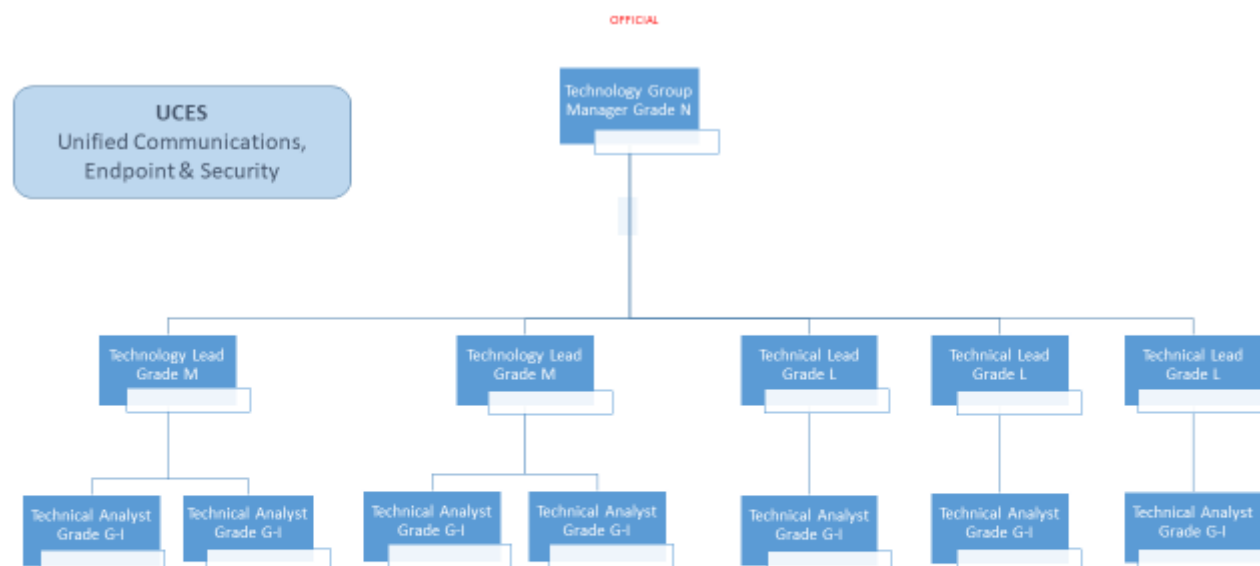 OFFICIAL
UCES
Unified Communications,
Endpoint & Security
Technology Group
Manager Grade N
Technology Lead
Grade M
Technology Lead
Grade M
Technical Lead
Grade L
Technical Lead
Grade L
Technical Lead
Grade L
Technical Analyst
Grade G-I
Technical Analyst
Grade G-I
Technical Analyst
Grade G-I
Technical Analyst
Grade G-I
Technical Analyst
Grade G-I
Technical Analyst
Grade G-I
Technical Analyst
Grade G-I